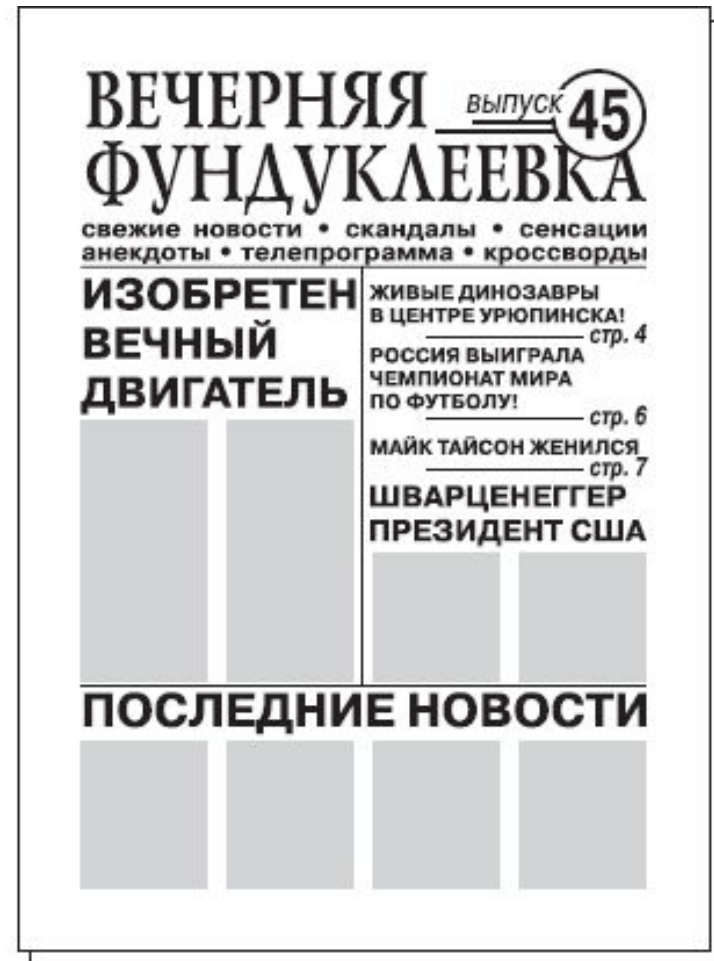 ВЕЧЕРНЯЯ
выпуск 45
ФУНДУКЛЕЕВКА
свежие новости • скандалы • сенсации
анекдоты • телепрограмма • кроссворды
ИЗОБРЕТЕН
ВЕЧНЫЙ
ДВИГАТЕЛЬ
ЖИВЫЕ ДИНОЗАВРЫ
В ЦЕНТРЕ УРЮПИНСКА!
стр. 4
РОССИЯ ВЫИГРАЛА
ЧЕМПИОНАТ МИРА
ПО ФУТБОЛУ!
стр. 6
МАЙК ТАЙСОН ЖЕНИЛСЯ
стр. 7
ШВАРЦЕНЕГГЕР
ПРЕЗИДЕНТ США
ПОСЛЕДНИЕ НОВОСТИ